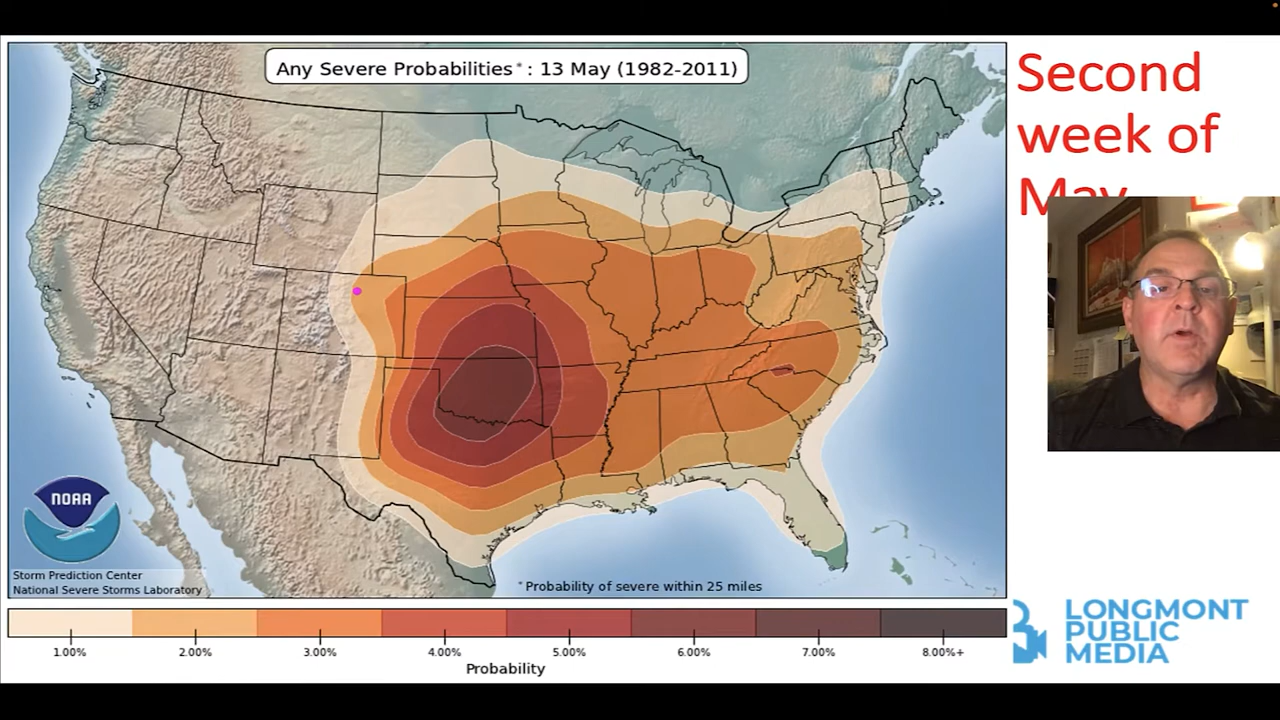 Any Severe Probabilities*: 13 May (1982-2011)
Second
week of
May
NOAA
Storm Prediction Center
National Severe Storms Laboratory
*Probability of severe within 25 miles
1.00% 2.00% 3.00% 4.00% 5.00% 6.00% 7.00% 8.00%+
Probability
LONGMONT
PUBLIC
MEDIA